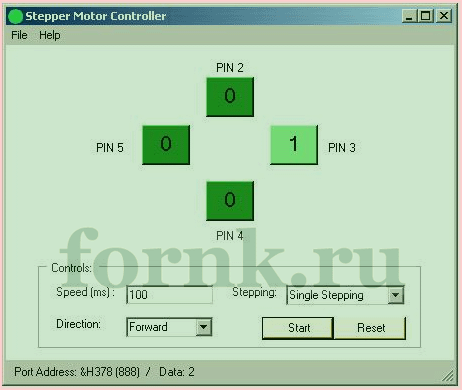 Stepper Motor Controller
File Help
PIN 2
0
PIN 5 0 1 PIN 3
0
PIN 4
fornk.ru
Controls:
Speed (ms) : 100 Stepping: Single Stepping
Direction: Forward Start Reset
Port Address: &H378 (888) / Data: 2